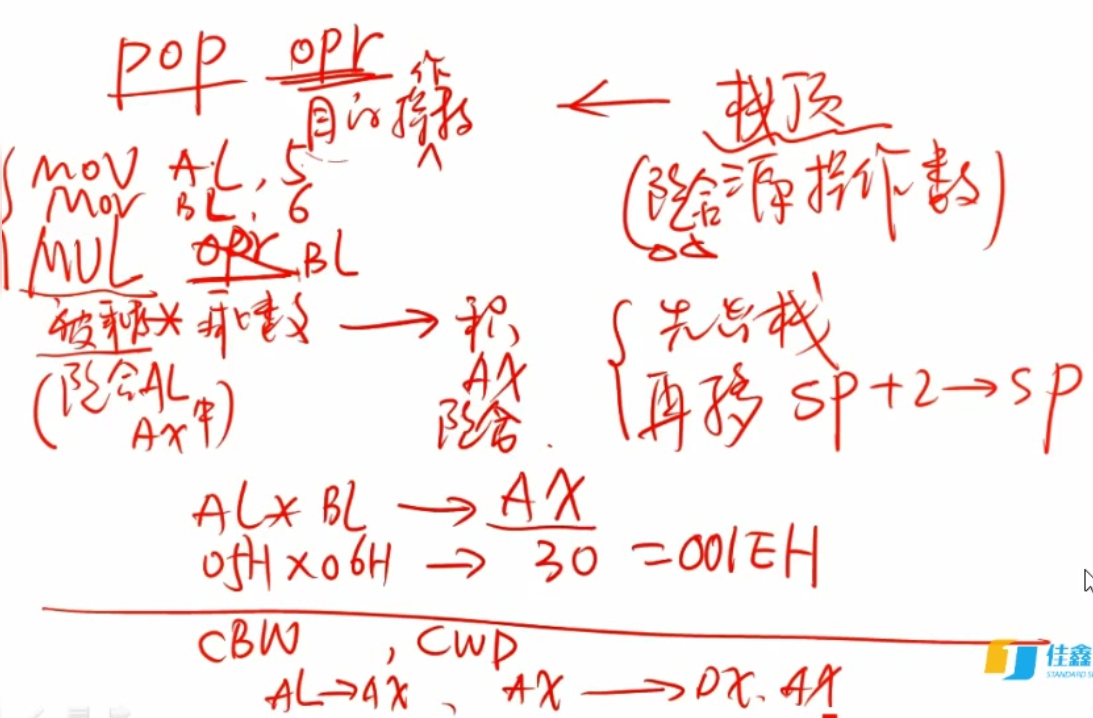 POP opr ← 栈顶
目的操作数
(隐含源操作数)
MOV AL, 5
MOV BL, 6
MUL opr BL
被乘数 × 乘数 → 积
(隐含AL
AX中)
AX
隐含.
先出栈
再移 SP+2→SP
AL×BL → AX
05H×06H → 30 =001EH
CBW , CWD
AL→AX 、 AX → DX.AX
佳鑫
STANDARD S